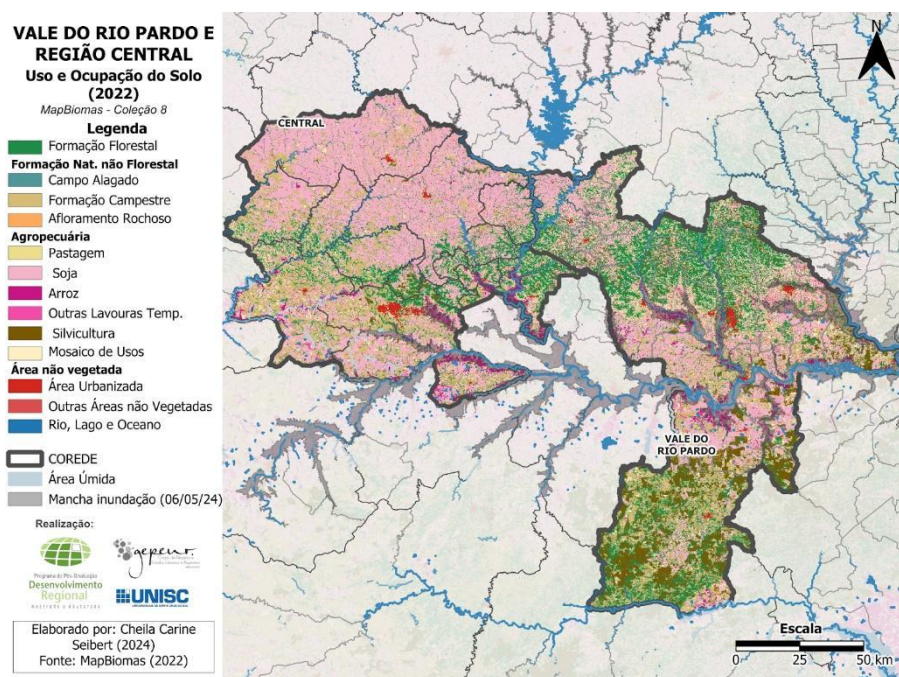 VALE DO RIO PARDO E
REGIÃO CENTRAL
Uso e Ocupação do Solo
(2022)
MapBiomas - Coleção 8
Legenda
Formação Florestal
Formação Nat. não Florestal
Campo Alagado
Formação Campestre
Afloramento Rochoso
Agropecuária
Pastagem
Soja
Arroz
Outras Lavouras Temp.
Silvicultura
Mosaico de Usos
Área não vegetada
Área Urbanizada
Outras Áreas não Vegetadas
Rio, Lago e Oceano
COREDE
Área Úmida
Mancha inundação (06/05/24)
Realização:
Programa de Pós-Graduação
Desenvolvimento
Regional
MESTRADO E DOUTORADO
gepeur
UNISC
Elaborado por: Cheila Carine
Seibert (2024)
Fonte: MapBiomas (2022)
N
CENTRAL
VALE DO
RIO PARDO
Escala
0 25 50 km